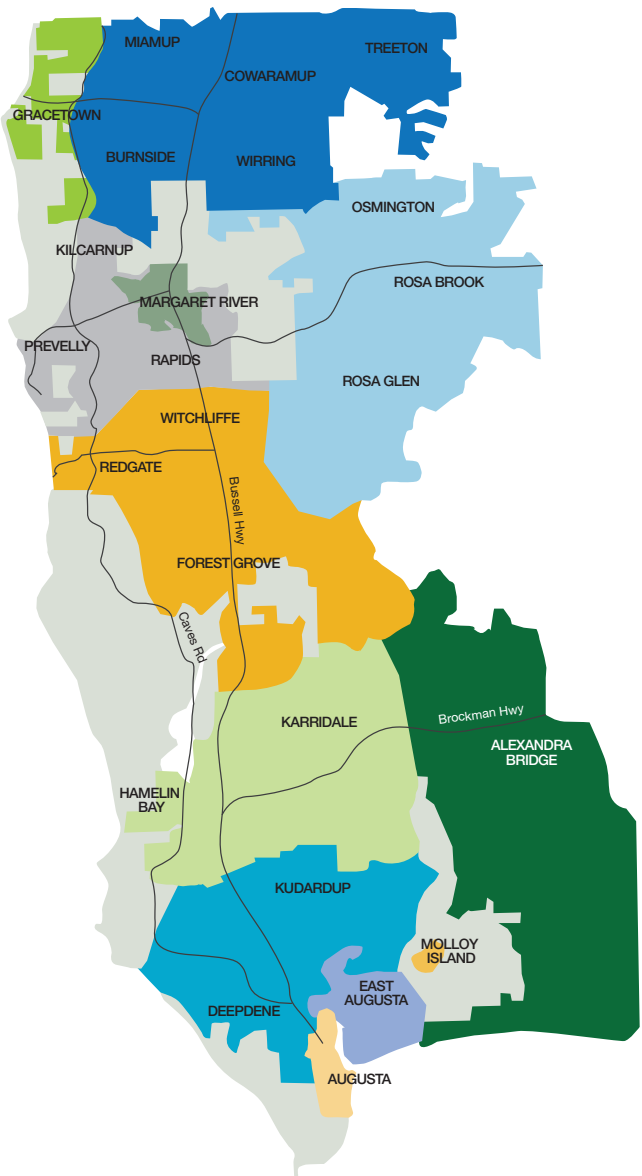 MIAMUP
TREETON
COWARAMUP
GRACETOWN
BURNSIDE
WIRRING
OSMINGTON
KILCARNUP
ROSA BROOK
MARGARET RIVER
PREVELLY
RAPIDS
ROSA GLEN
WITCHLIFFE
REDGATE
Bussell Hwy
FOREST GROVE
Caves Rd
KARRIDALE
Brockman Hwy
ALEXANDRA
BRIDGE
HAMELIN
BAY
KUDARDUP
MOLLOY
ISLAND
EAST
AUGUSTA
DEEPDENE
AUGUSTA